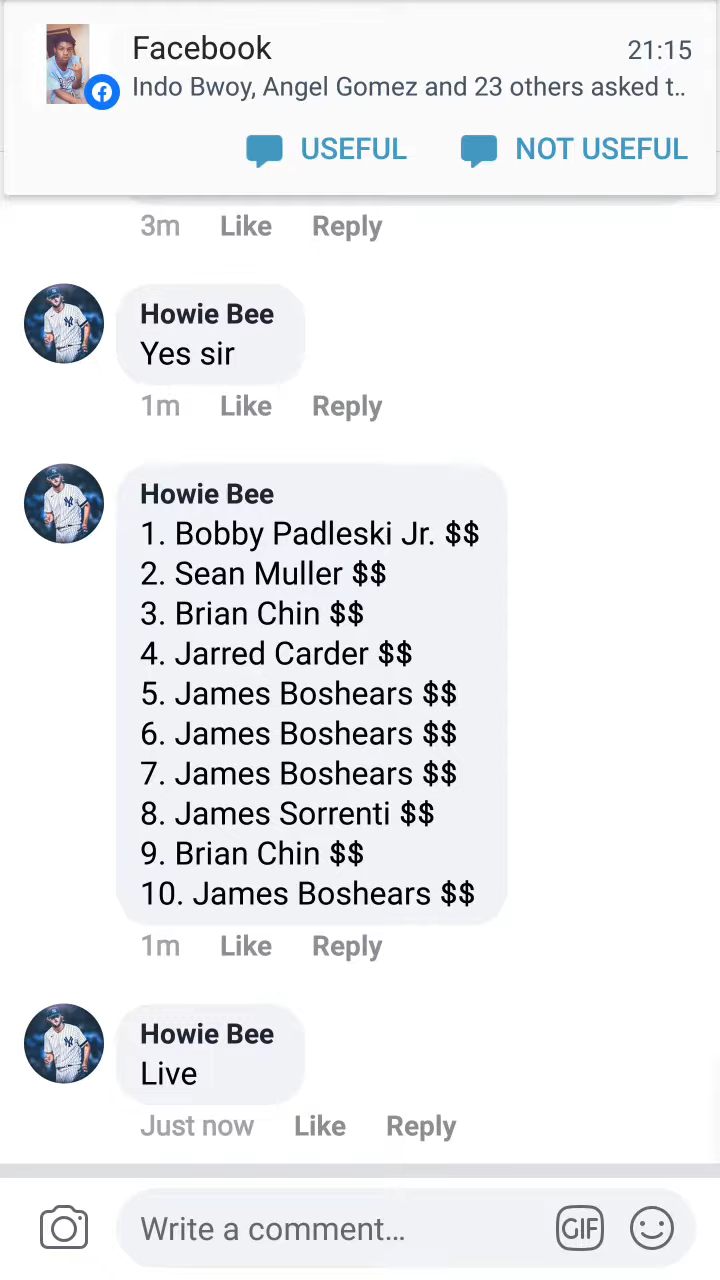 Facebook
21:15
Indo Bwoy, Angel Gomez and 23 others asked t..
USEFUL NOT USEFUL
3m Like Reply
Howie Bee
Yes sir
1m Like Reply
Howie Bee
1. Bobby Padleski Jr. $$
2. Sean Muller $$
3. Brian Chin $$
4. Jarred Carder $$
5. James Boshears $$
6. James Boshears $$
7. James Boshears $$
8. James Sorrenti $$
9. Brian Chin $$
10. James Boshears $$
1m Like Reply
Howie Bee
Live
Just now Like Reply
Write a comment...
GIF